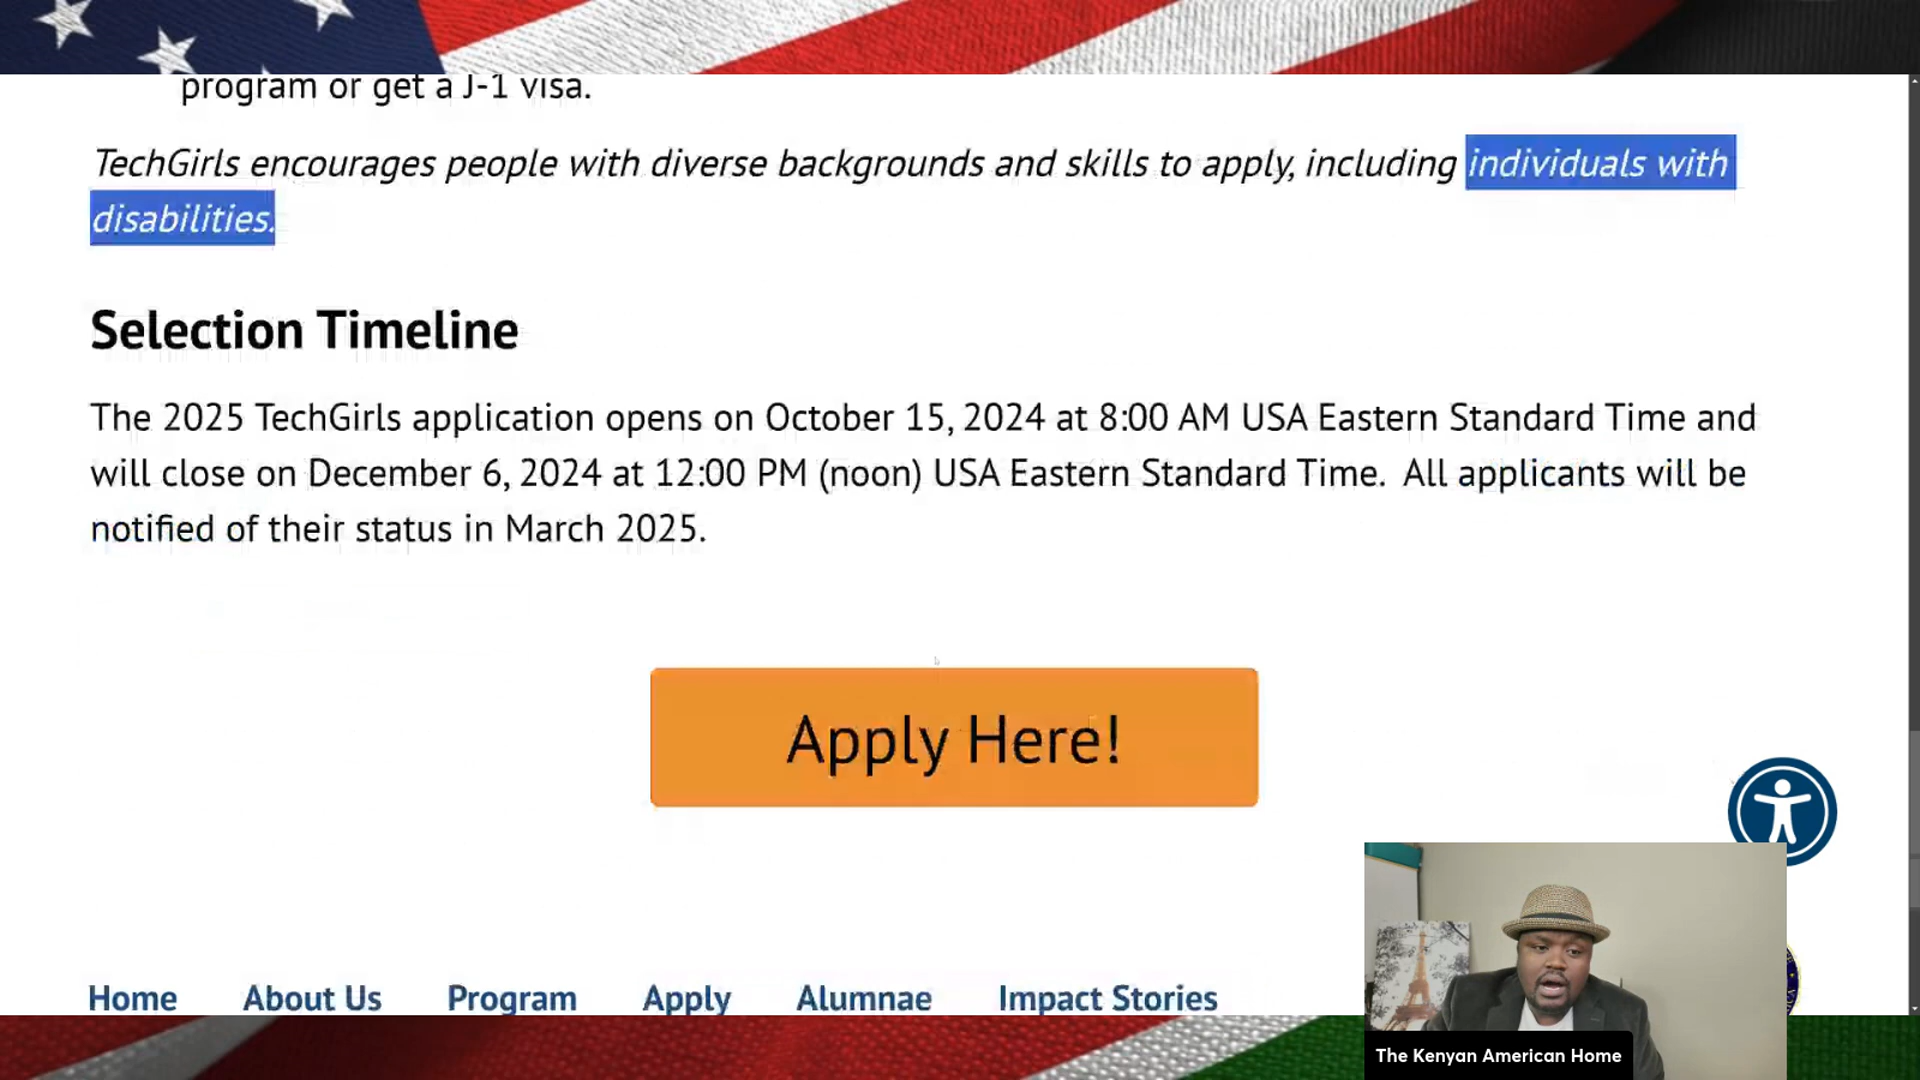 program or get a J-1 visa.
TechGirls encourages people with diverse backgrounds and skills to apply, including individuals with
disabilities.
Selection Timeline
The 2025 TechGirls application opens on October 15, 2024 at 8:00 AM USA Eastern Standard Time and
will close on December 6, 2024 at 12:00 PM (noon) USA Eastern Standard Time. All applicants will be
notified of their status in March 2025.
Apply Here!
Home About Us Program Apply Alumnae Impact Stories
The Kenyan American Home